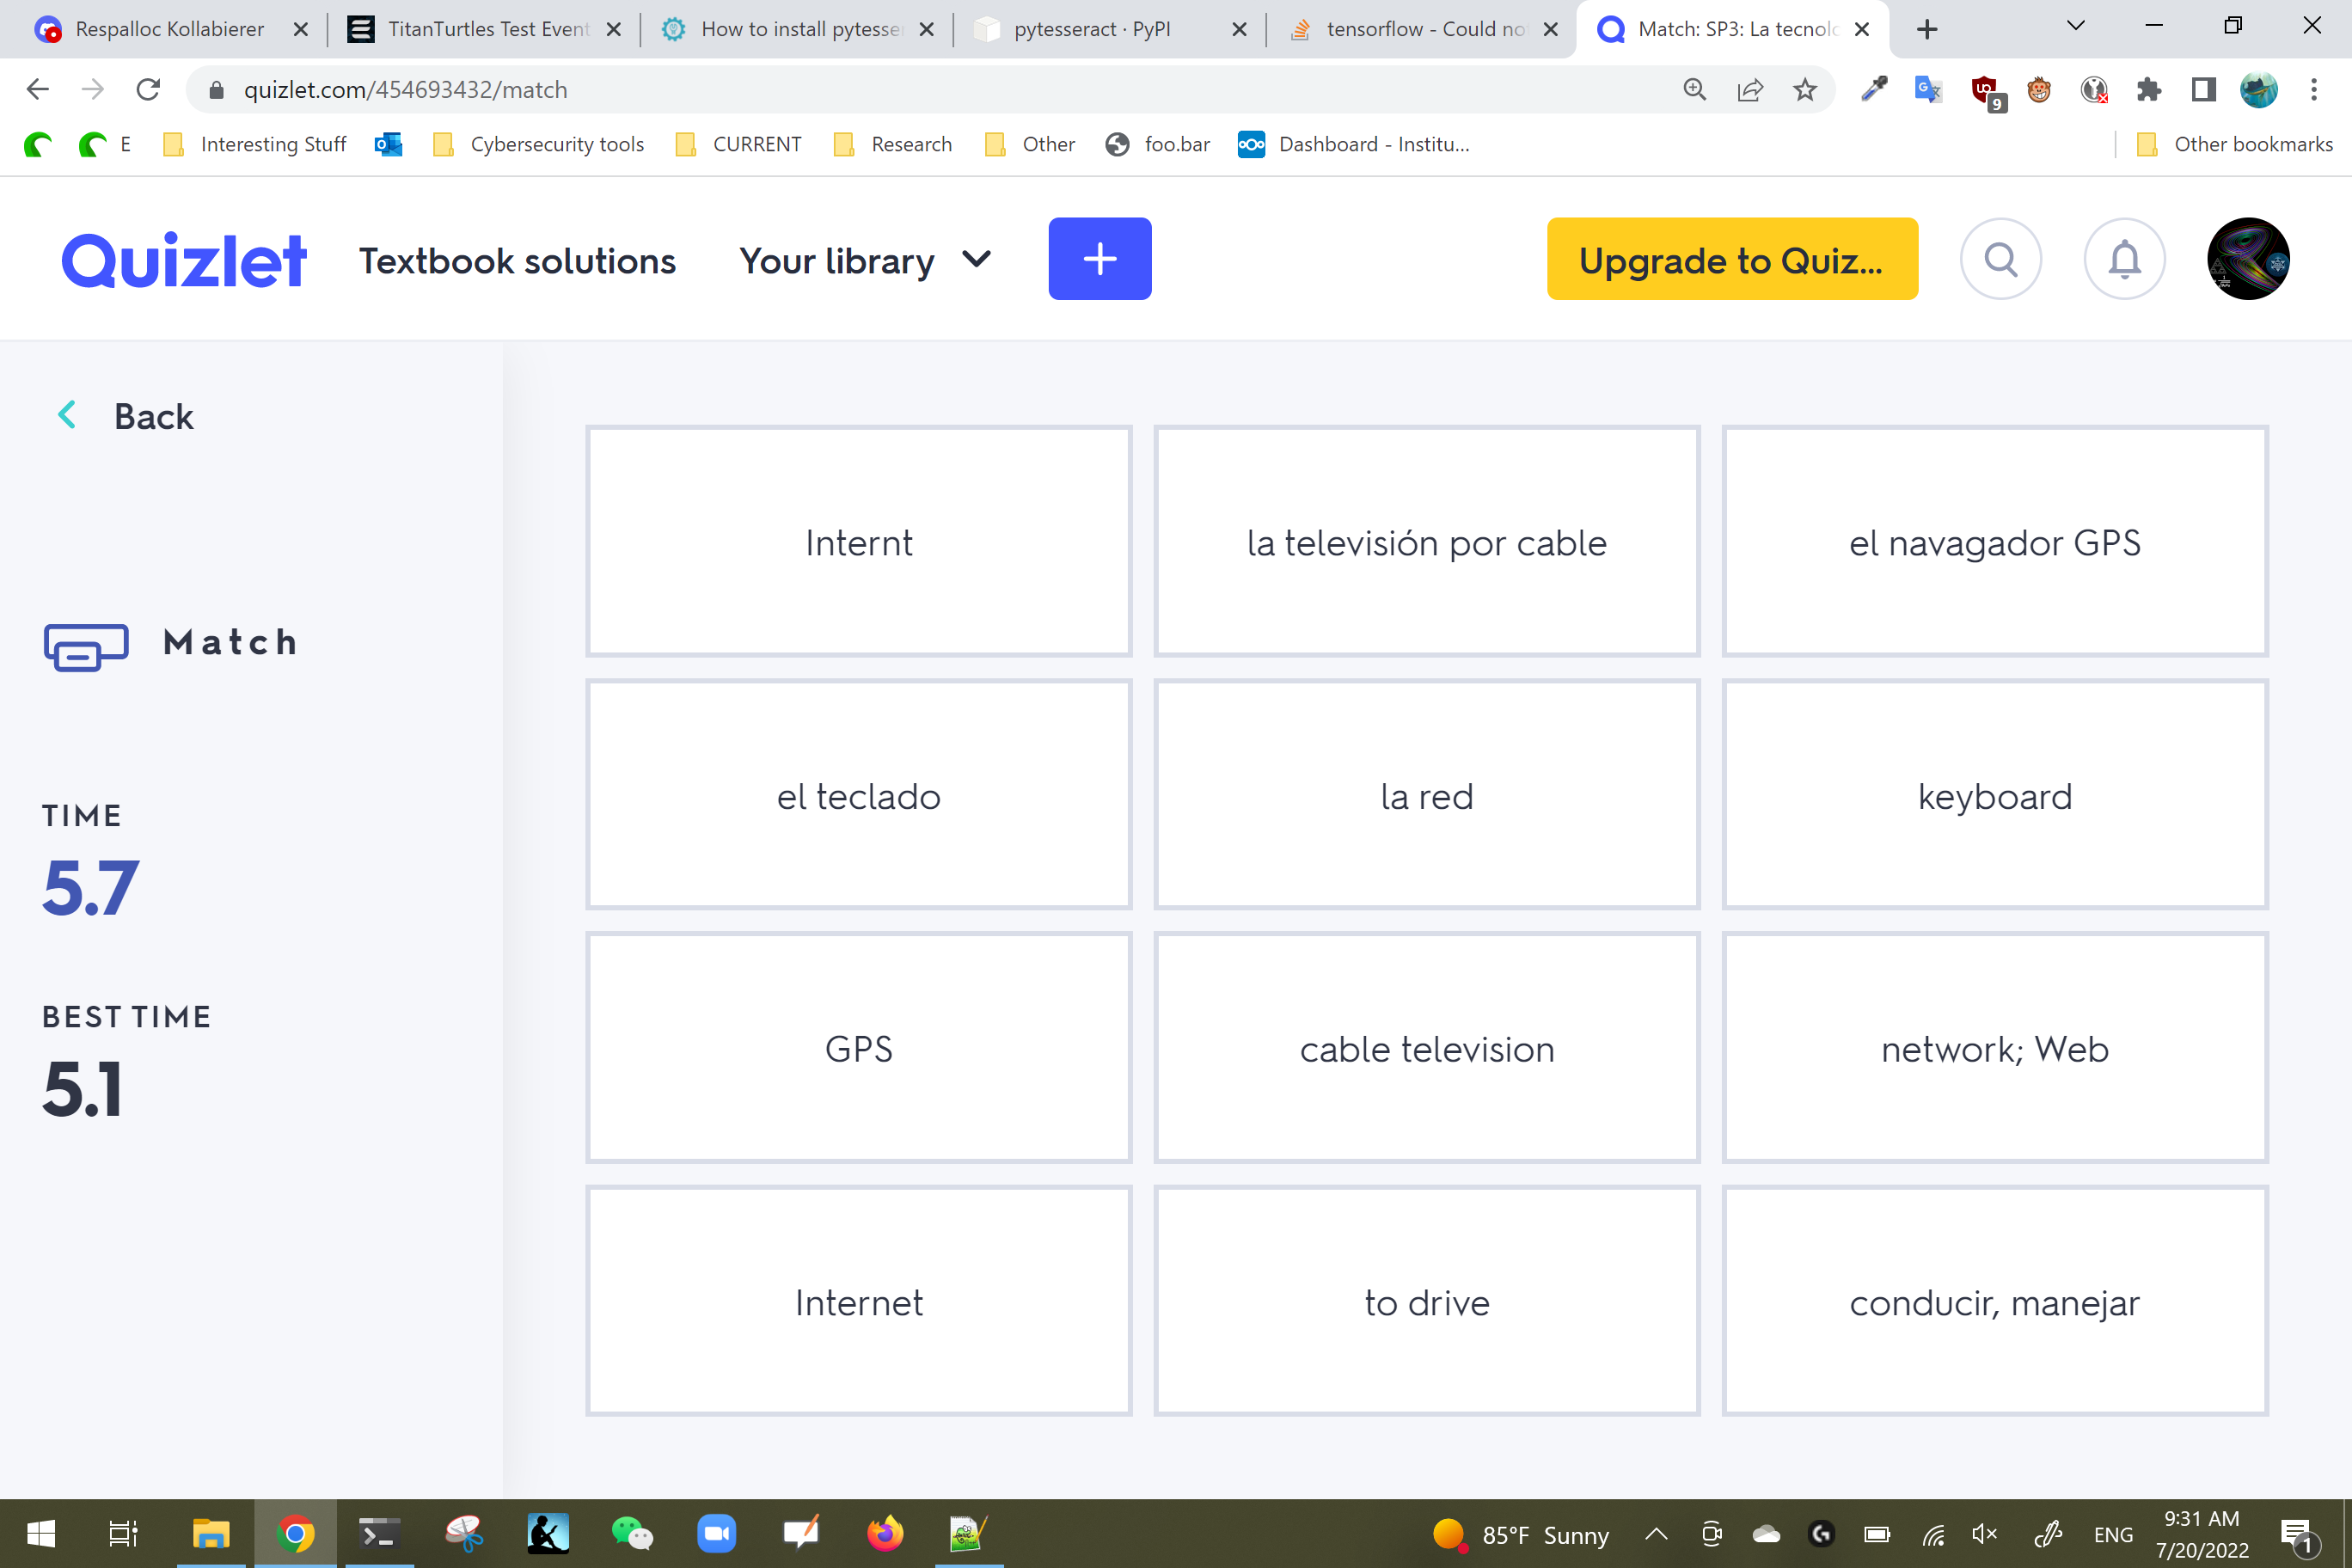 Respalloc Kollabierer
TitanTurtles Test Event
How to install pytesser
pytesseract · PyPI
tensorflow - Could no
Match: SP3: La tecnolo
quizlet.com/454693432/match
9
E
Interesting Stuff
Cybersecurity tools
CURRENT
Research
Other
foo.bar
Dashboard - Institu...
Other bookmarks
Quizlet
Textbook solutions
Your library
+
Upgrade to Quiz...
Back
Match
TIME
5.7
BEST TIME
5.1
Internt
la televisión por cable
el navagador GPS
el teclado
la red
keyboard
GPS
cable television
network; Web
Internet
to drive
conducir, manejar
85°F Sunny
ENG
9:31 AM
7/20/2022
1